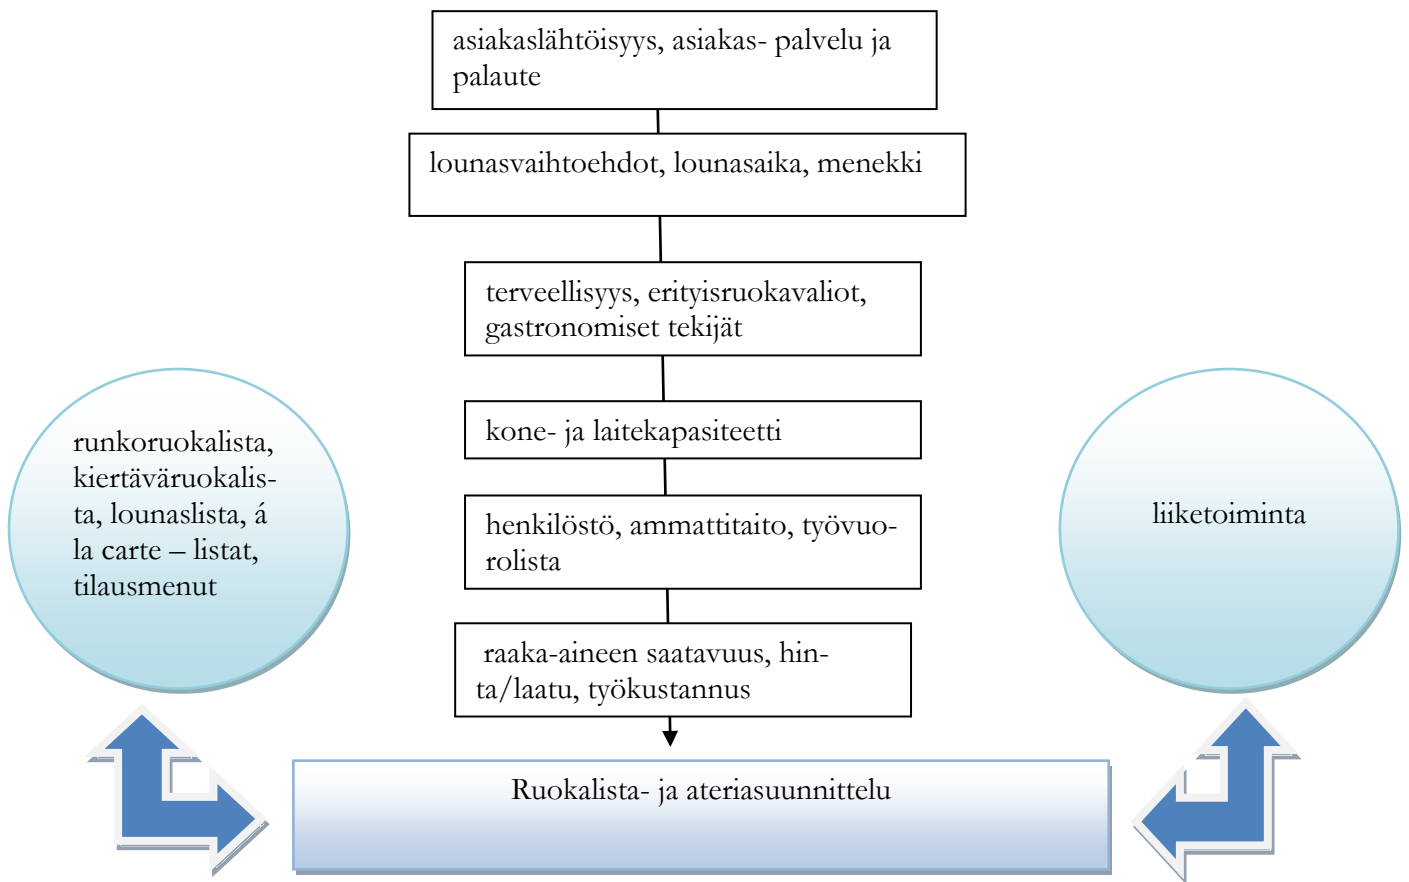 asiakaslähtöisyys, asiakas- palvelu ja
palaute
lounasvaihtoehdot, lounasaika, menekki
terveellisyys, erityisruokavaliot,
gastronomiset tekijät
kone- ja laitekapasiteetti
henkilöstö, ammattitaito, työvuo-
rolista
raaka-aineen saatavuus, hin-
ta/laatu, työkustannus
runkoruokalista,
kiertäväruokalis-
ta, lounaslista, á
la carte – listat,
tilausmenut
liiketoiminta
Ruokalista- ja ateriasuunnittelu